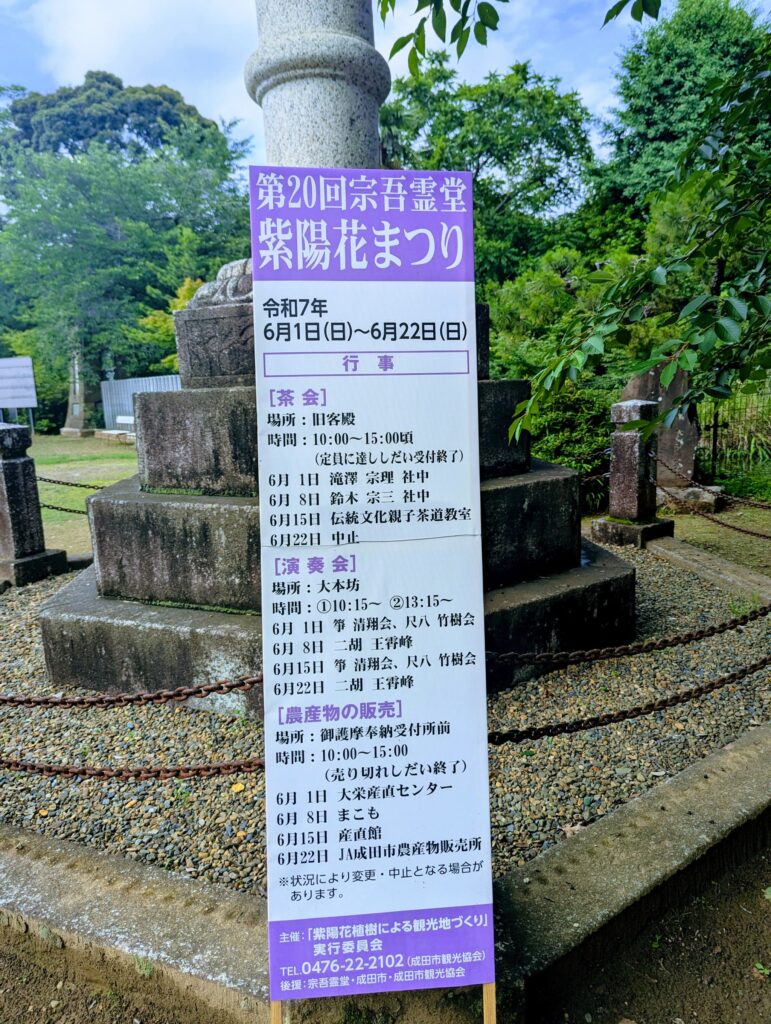 第20回宗吾霊堂
紫陽花まつり
令和7年
6月1日(日)～6月22日(日)
行事
[茶会]
場所：旧客殿
時間：10:00～15:00頃
(定員に達ししだい受付終了)
6月 1日 滝澤 宗理 社中
6月 8日 鈴木 宗三 社中
6月15日 伝統文化親子茶道教室
6月22日 中止
[演奏会]
場所：大本坊
時間：①10:15～ ②13:15～
6月 1日 箏 清翔会、尺八 竹樹会
6月 8日 二胡 王霄峰
6月15日 箏 清翔会、尺八 竹樹会
6月22日 二胡 王霄峰
[農産物の販売]
場所：御護摩奉納受付所前
時間：10:00～15:00
(売り切れしだい終了)
6月 1日 大栄産直センター
6月 8日 まこも
6月15日 産直館
6月22日 JA成田市農産物販売所
※状況により変更・中止となる場合が
あります。
主催：「紫陽花植樹による観光地づくり」
実行委員会
TEL.0476-22-2102 (成田市観光協会)
後援：宗吾霊堂・成田市・成田市観光協会